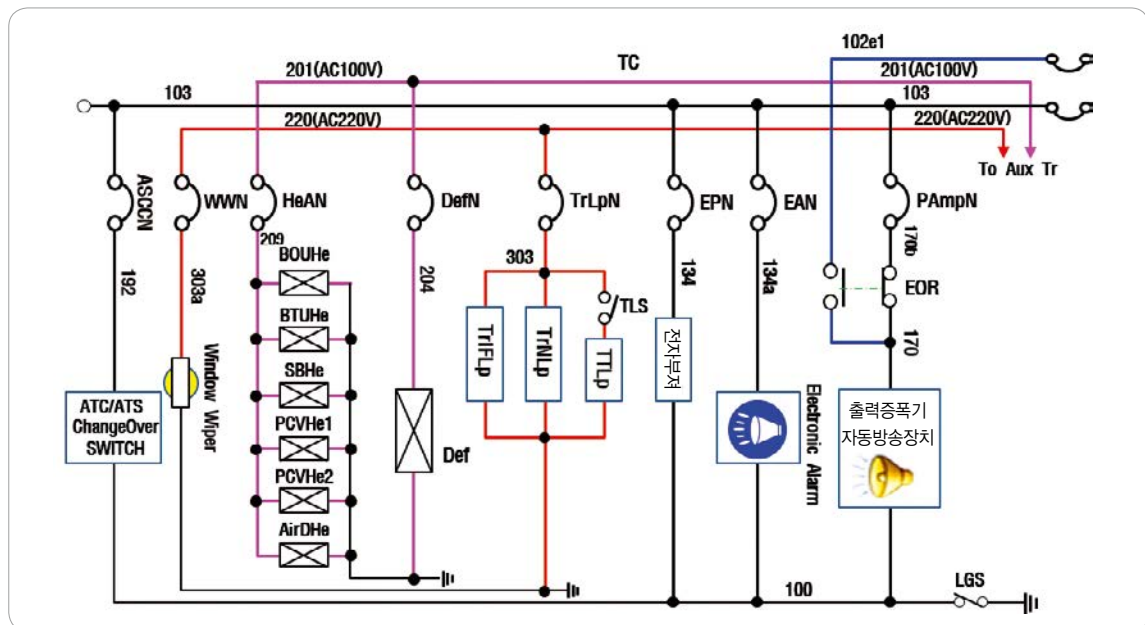 102e1
201(AC100V)
TC
201(AC100V)
103
103
220(AC220V)
220(AC220V)
To Aux Tr
ASCCN
WWN
HeAN
DefN
TrLpN
EPN
EAN
PAmpN
192
303a
209
204
303
134
134a
170b
BOUHe
BTUHe
SBHe
PCVHe1
PCVHe2
AirDHe
Def
TrIFLp
TrNLp
TLS
TTLp
전자부저
EOR
170
ATC/ATS
ChangeOver
SWITCH
Window Wiper
Electronic Alarm
출력증폭기
자동방송장치
100
LGS